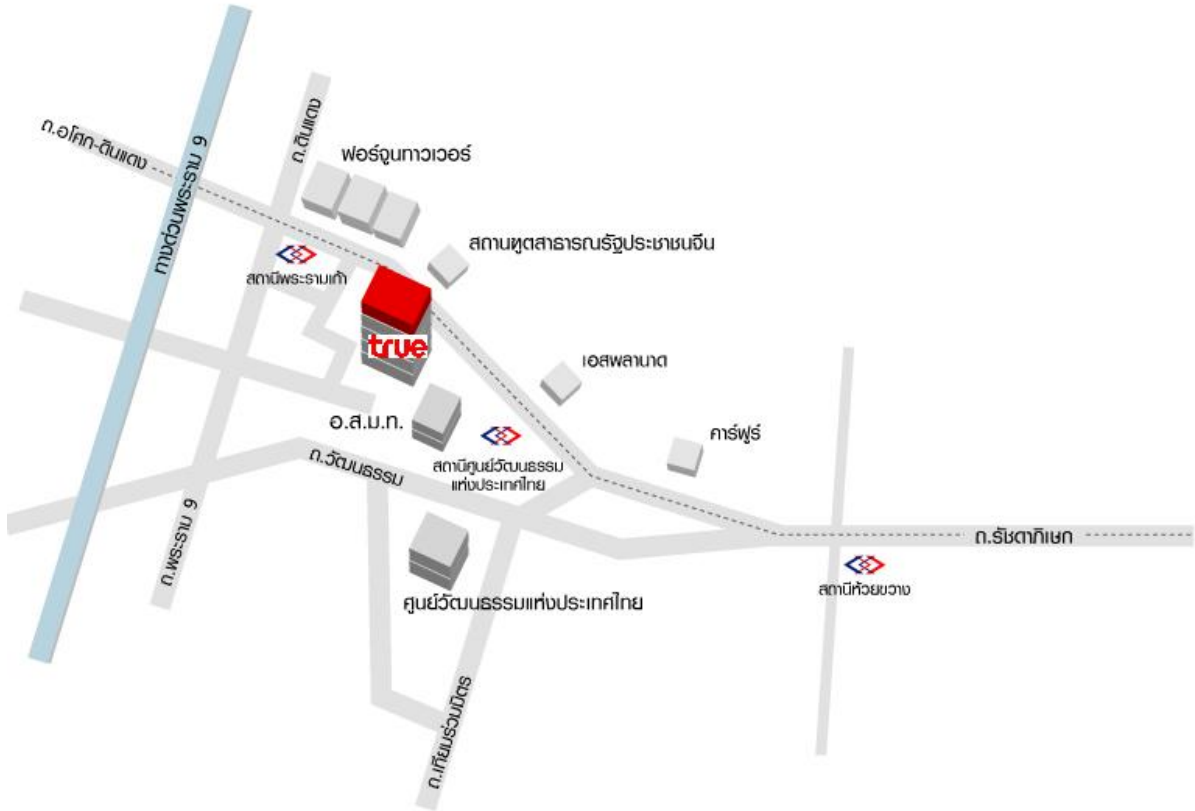 ถ.อโศก-ดินแดง
ทางด่วนพระราม 9
ถ.ดินแดง
ฟอร์จูนทาวเวอร์
สถานฑูตสาธารณรัฐประชาชนจีน
สถานีพระรามเก้า
true
เอสพลานาด
อ.ส.ม.ท.
คาร์ฟูร์
ถ.วัฒนธรรม
สถานีศูนย์วัฒนธรรม
แห่งประเทศไทย
ถ.พระราม 9
ถ.รัชดาภิเษก
สถานีห้วยขวาง
ศูนย์วัฒนธรรมแห่งประเทศไทย
ถ.เทียมร่วมมิตร